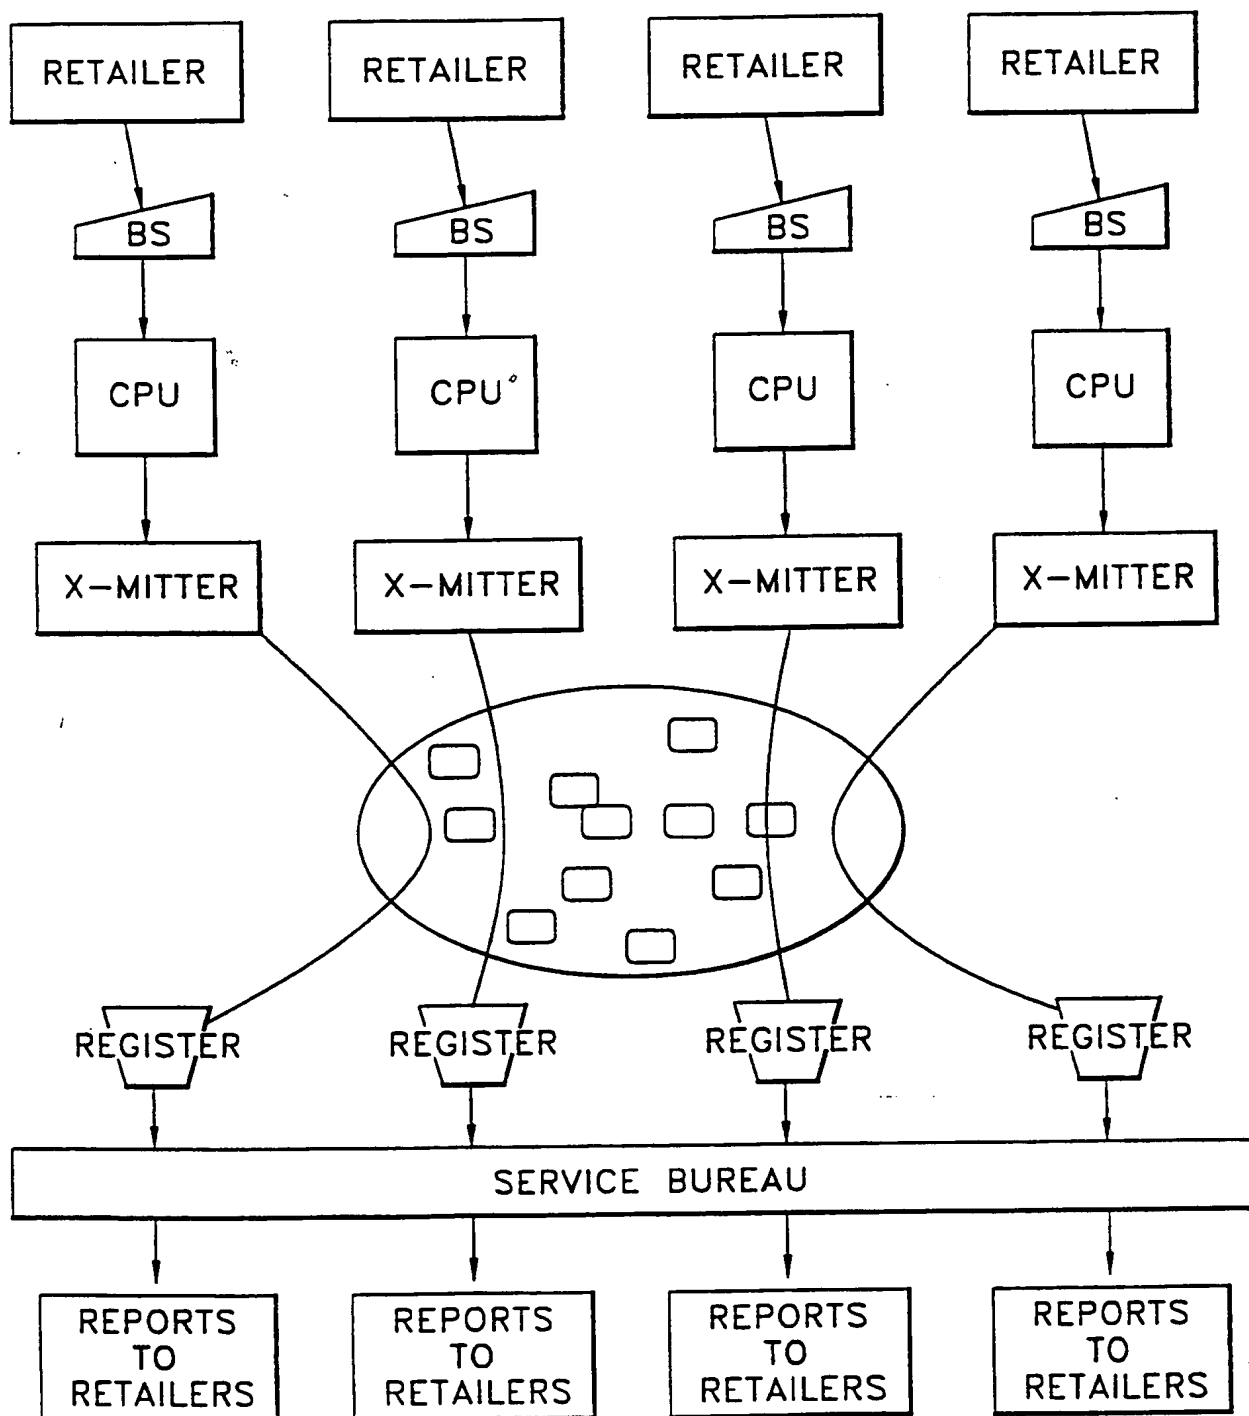 RETAILER RETAILER RETAILER RETAILER
BS BS BS BS
CPU CPU CPU CPU
X-MITTER X-MITTER X-MITTER X-MITTER
REGISTER REGISTER REGISTER REGISTER
SERVICE BUREAU
REPORTS TO RETAILERS
REPORTS TO RETAILERS
REPORTS TO RETAILERS
REPORTS TO RETAILERS